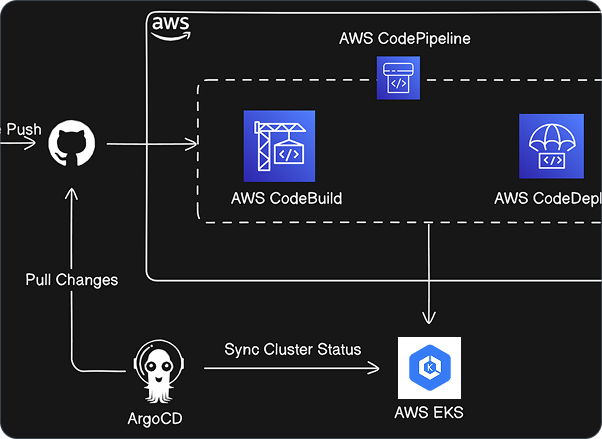 aws
AWS CodePipeline
Push
AWS CodeBuild
AWS CodeDepl
Pull Changes
Sync Cluster Status
K
ArgoCD
AWS EKS